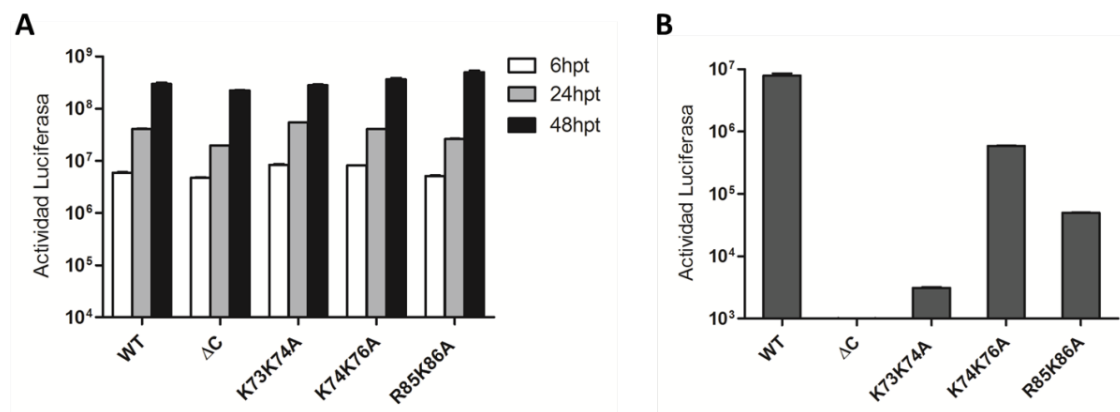 A
Actividad Luciferasa
10⁹
10⁸
10⁷
10⁶
10⁵
10⁴
WT
ΔC
K73K74A
K74K76A
R85K86A
6hpt
24hpt
48hpt
B
Actividad Luciferasa
10⁷
10⁶
10⁵
10⁴
10³
WT
ΔC
K73K74A
K74K76A
R85K86A